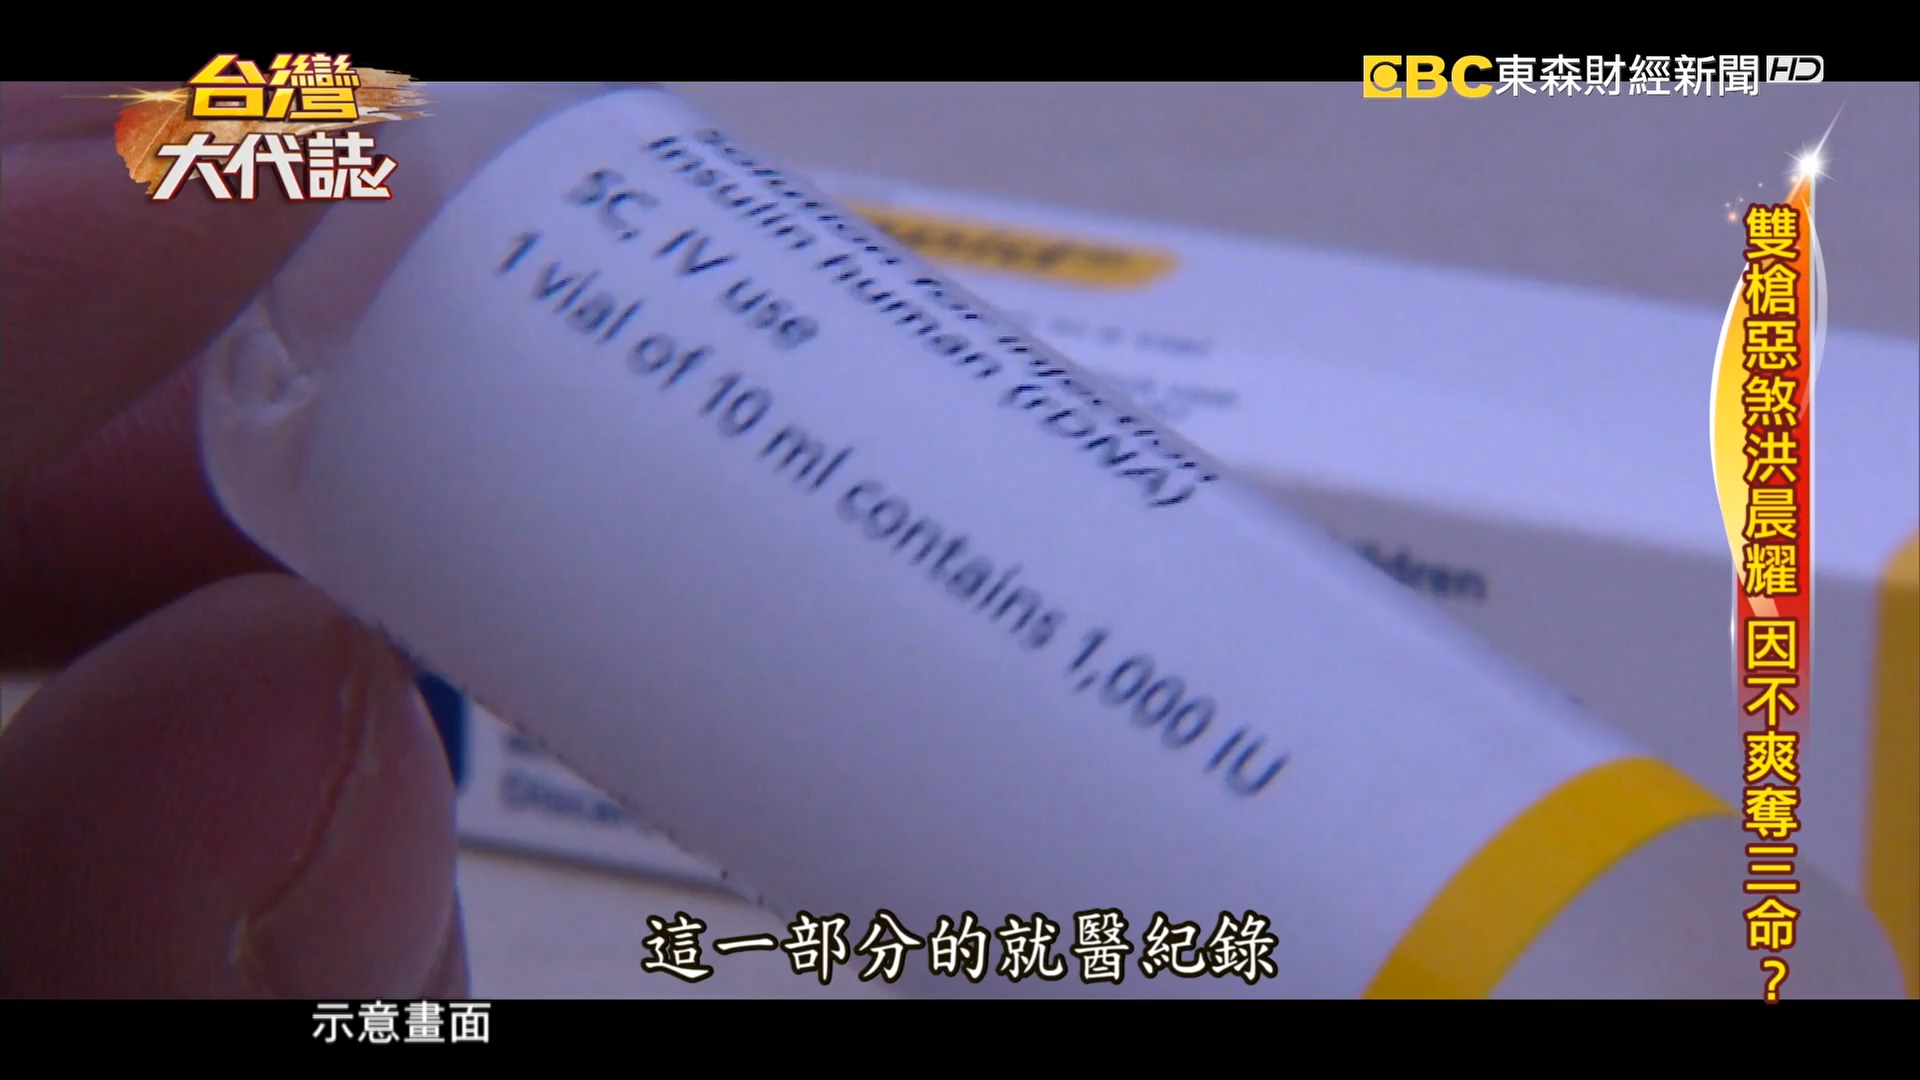 台灣
大代誌
EBC東森財經新聞HD
雙槍惡煞洪晨耀 因不爽奪三命？
Solution for injection
Insulin human (rDNA)
SC, IV use
1 vial of 10 ml contains 1,000 IU
這一部分的就醫紀錄
示意畫面